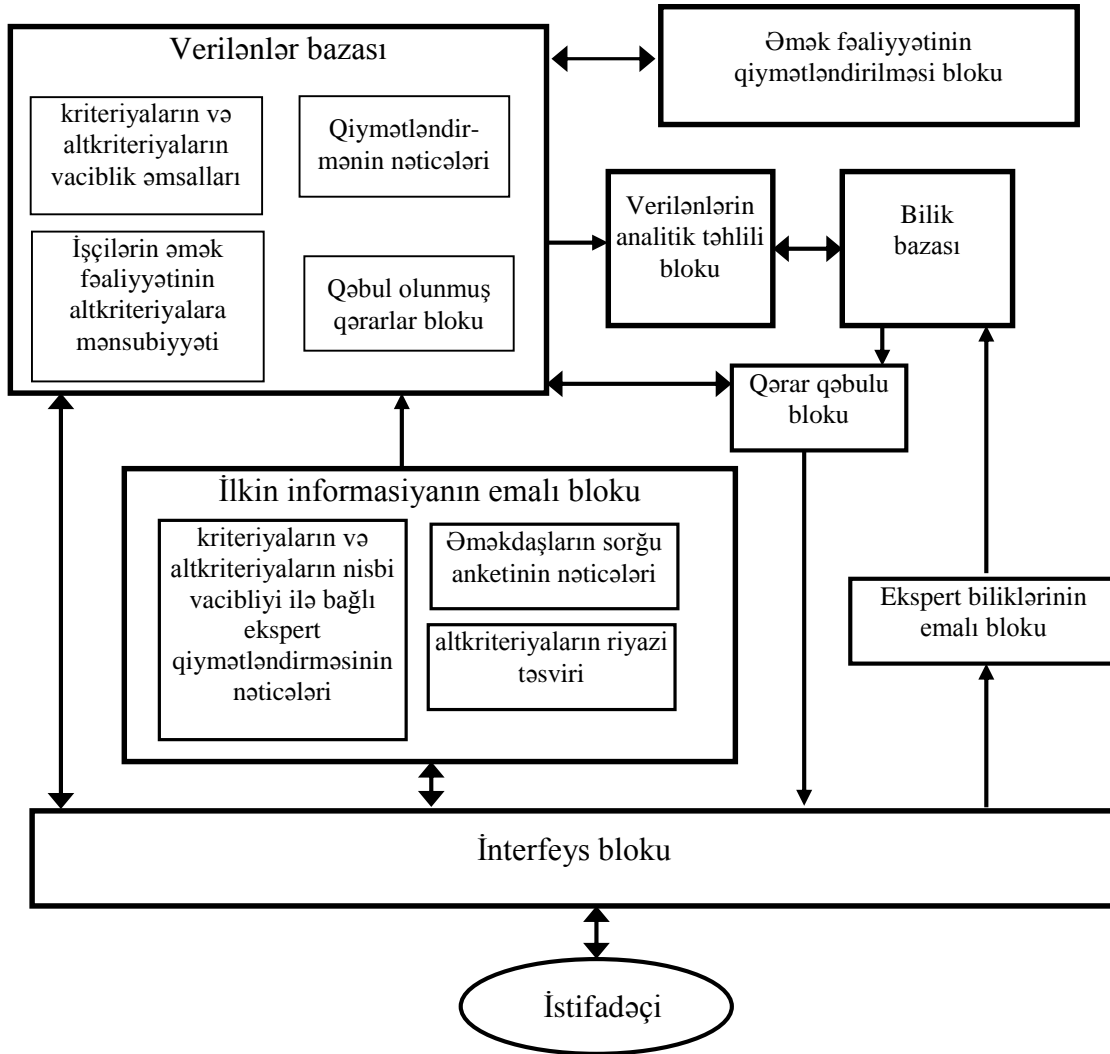 Verilənlər bazası
kriteriyaların və
altkriteriyaların
vaciblik əmsalları
Qiymətləndir-
mənin nəticələri
İşçilərin əmək
fəaliyyətinin
altkriteriyalara
mənsubiyyəti
Qəbul olunmuş
qərarlar bloku
Əmək fəaliyyətinin
qiymətləndirilməsi bloku
Verilənlərin
analitik təhlili
bloku
Bilik
bazası
Qərar qəbulu
bloku
İlkin informasiyanın emalı bloku
kriteriyaların və
altkriteriyaların nisbi
vacibliyi ilə bağlı
ekspert
qiymətləndirməsinin
nəticələri
Əməkdaşların sorğu
anketinin nəticələri
altkriteriyaların riyazi
təsviri
Ekspert biliklərinin
emalı bloku
İnterfeys bloku
İstifadəçi